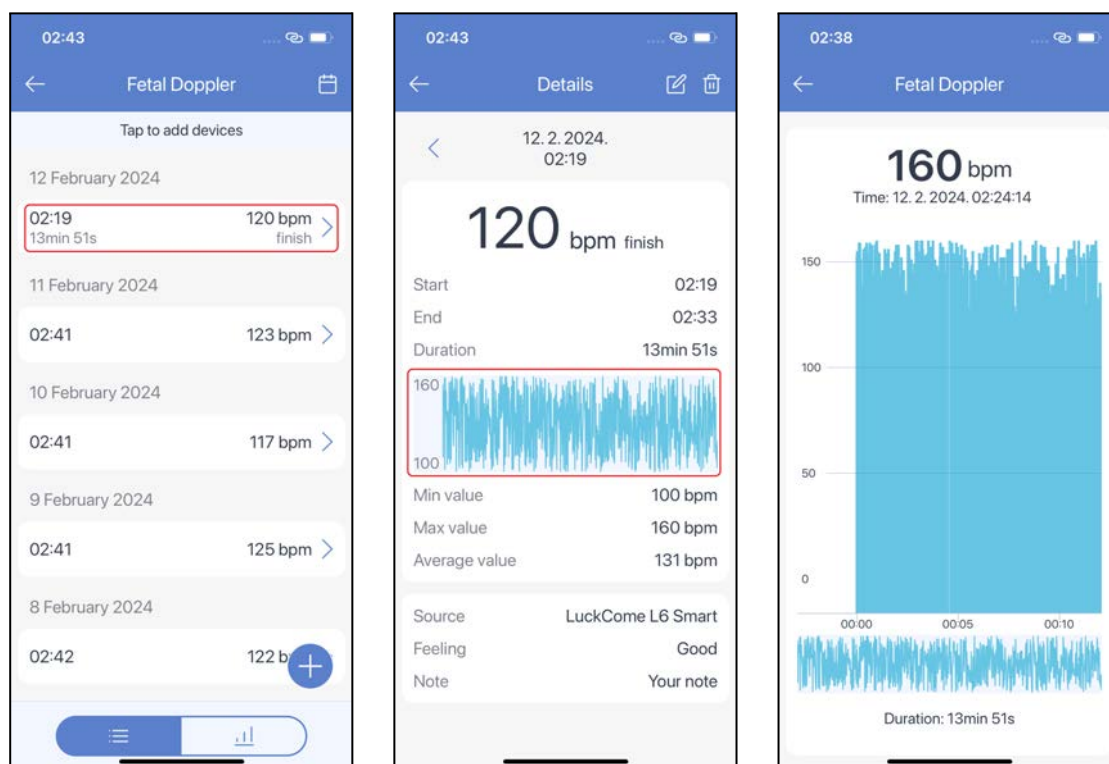 02:43
Fetal Doppler
Tap to add devices
12 February 2024
02:19 120 bpm
13min 51s finish
11 February 2024
02:41 123 bpm
10 February 2024
02:41 117 bpm
9 February 2024
02:41 125 bpm
8 February 2024
02:42 122 b
02:43
Details
12. 2. 2024.
02:19
120 bpm finish
Start 02:19
End 02:33
Duration 13min 51s
160
100
Min value 100 bpm
Max value 160 bpm
Average value 131 bpm
Source LuckCome L6 Smart
Feeling Good
Note Your note
02:38
Fetal Doppler
160 bpm
Time: 12. 2. 2024. 02:24:14
150
100
50
0
00:00 00:05 00:10
Duration: 13min 51s